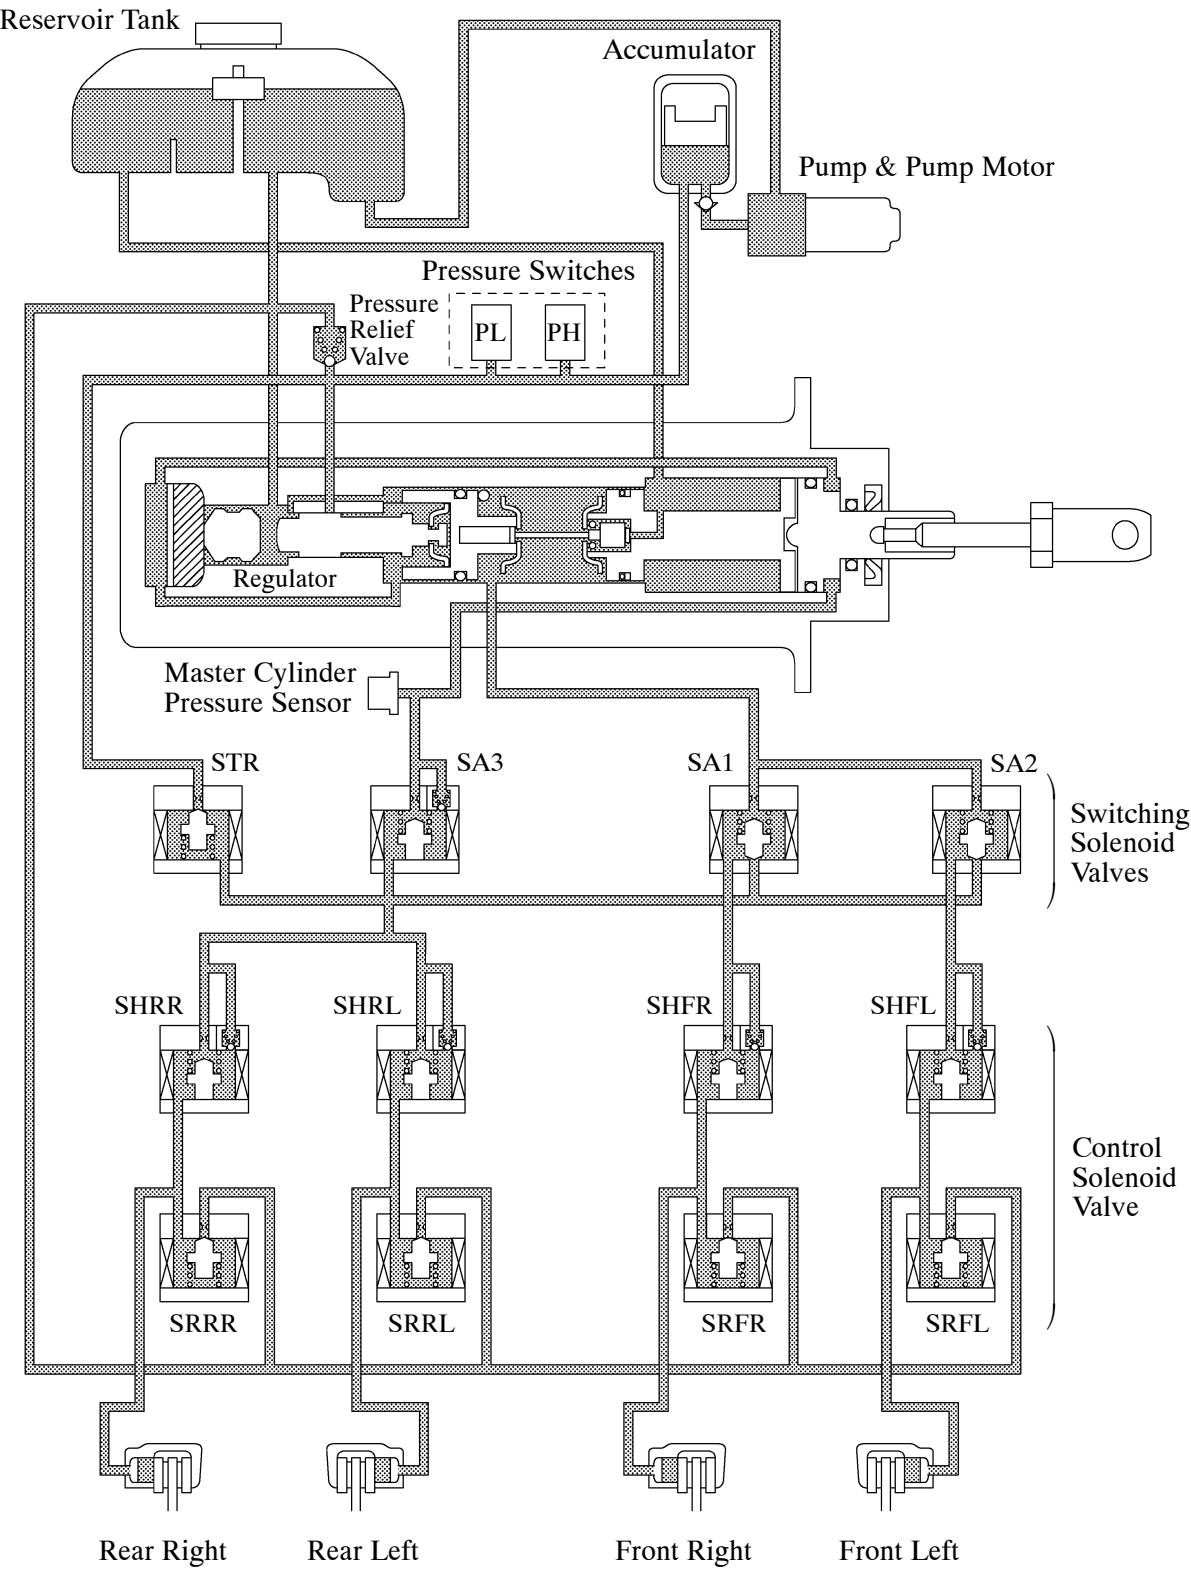 Reservoir Tank
Accumulator
Pump & Pump Motor
Pressure Switches
Pressure
Relief
Valve
PL
PH
Regulator
Master Cylinder
Pressure Sensor
STR
SA3
SA1
SA2
Switching
Solenoid
Valves
SHRR
SHRL
SHFR
SHFL
Control
Solenoid
Valve
SRRR
SRRL
SRFR
SRFL
Rear Right
Rear Left
Front Right
Front Left